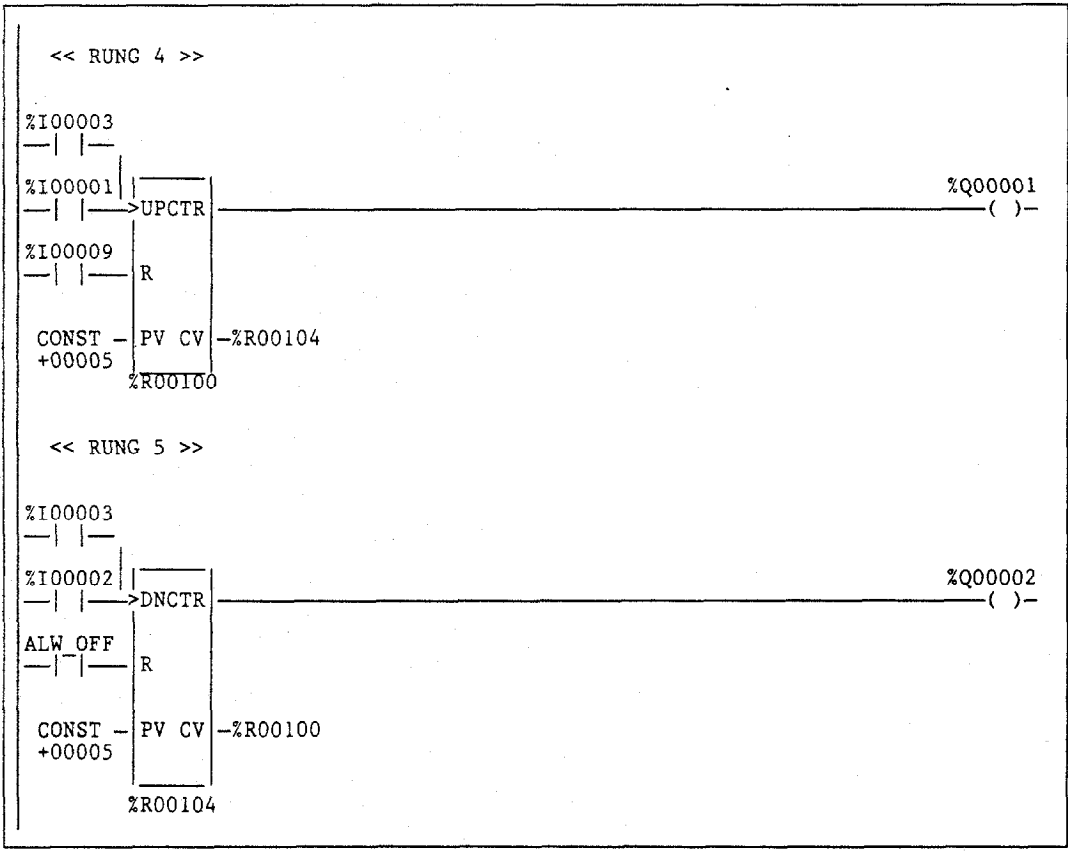 << RUNG 4 >>
%I00003
%I00001
UPCTR
%Q00001
( )
%I00009
R
CONST
PV CV
%R00104
+00005
%R00100
<< RUNG 5 >>
%I00003
%I00002
DNCTR
%Q00002
( )
ALW_OFF
R
CONST
PV CV
%R00100
+00005
%R00104